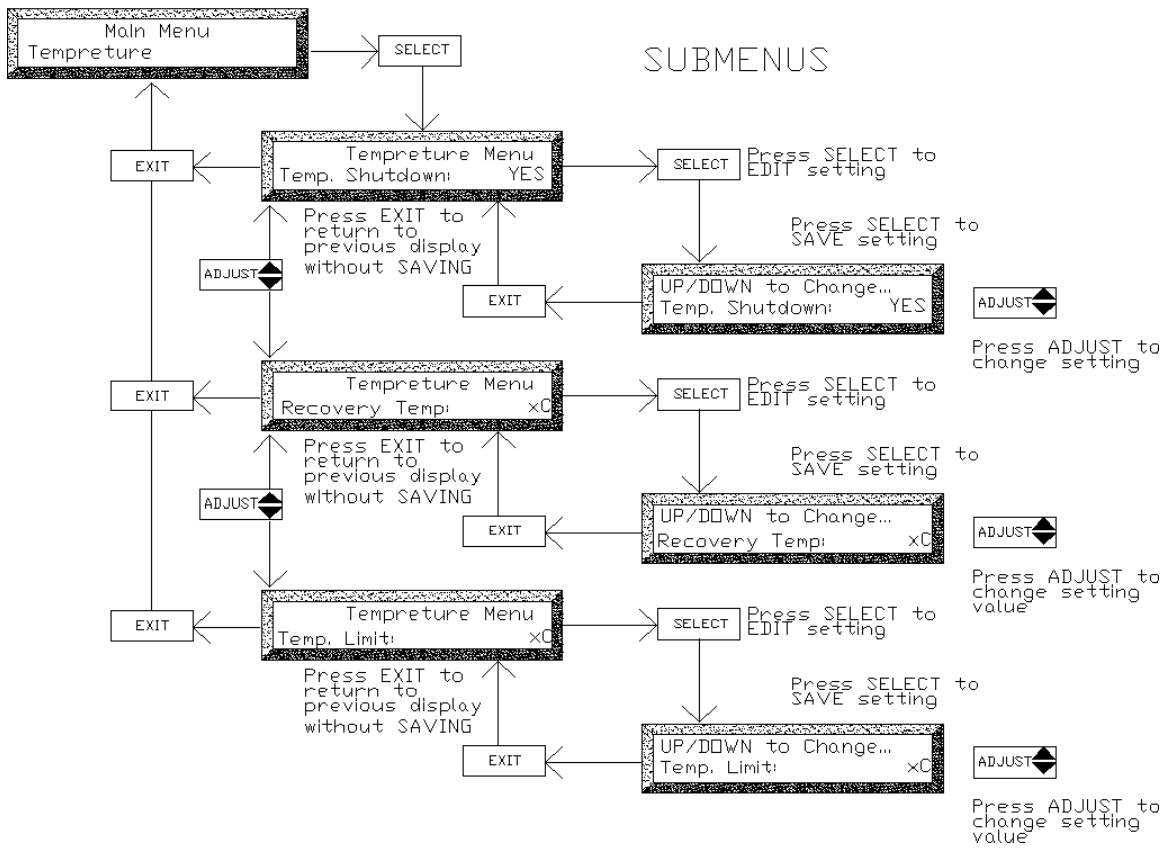 MaIn Menu
Tempreture
SELECT
SUBMENUS
EXIT
Tempreture Menu
Temp. Shutdown: YES
SELECT
Press SELECT to
EDIT setting
Press EXIT to
return to
previous display
without SAVING
Press SELECT to
SAVE setting
ADJUST
EXIT
UP/DOWN to Change...
Temp. Shutdown: YES
ADJUST
Press ADJUST to
change setting
EXIT
Tempreture Menu
Recovery Temp: xC
SELECT
Press SELECT to
EDIT setting
Press EXIT to
return to
previous display
without SAVING
Press SELECT to
SAVE setting
ADJUST
EXIT
UP/DOWN to Change...
Recovery Temp: xC
ADJUST
Press ADJUST to
change setting
value
EXIT
Tempreture Menu
Temp. Limit: xC
SELECT
Press SELECT to
EDIT setting
Press EXIT to
return to
previous display
without SAVING
Press SELECT to
SAVE setting
EXIT
UP/DOWN to Change...
Temp. Limit: xC
ADJUST
Press ADJUST to
change setting
value